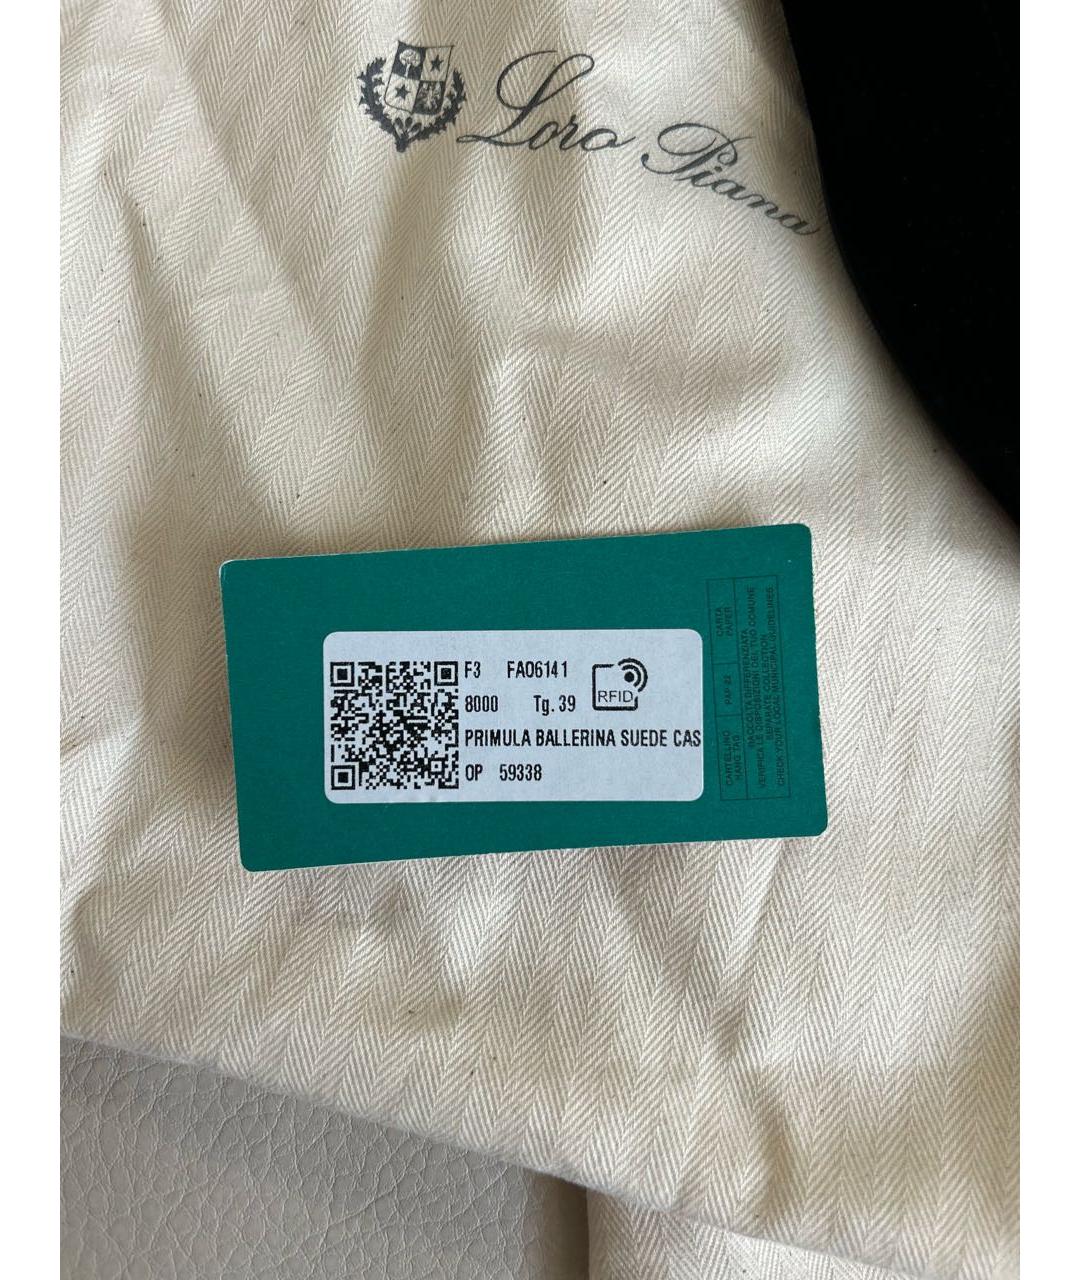 Loro Piana
F3 FAO6141
8000 Tg. 39
RFID
PRIMULA BALLERINA SUEDE CAS
OP 59338
CARTELLINO
HANG TAG
PAP 22
CARTA
PAPER
RACCOLTA DIFFERENZIATA
VERIFICA LE DISPOSIZIONI DEL TUO COMUNE
SEPARATE COLLECTION
CHECK YOUR LOCAL MUNICIPAL GUIDELINES